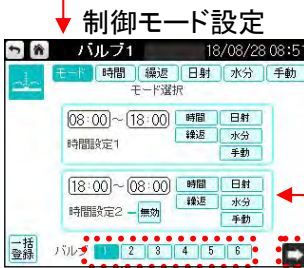 制御モード設定
バルブ1 18/08/28 08:51
モード 時間 繰返 日射 水分 手動
モード選択
08:00 ~ 18:00 時間 日射
繰返 水分
時間設定1 手動
18:00 ~ 08:00 時間 日射
繰返 水分
時間設定2 - 無効 手動
一括
登録 バルブ 1 2 3 4 5 6